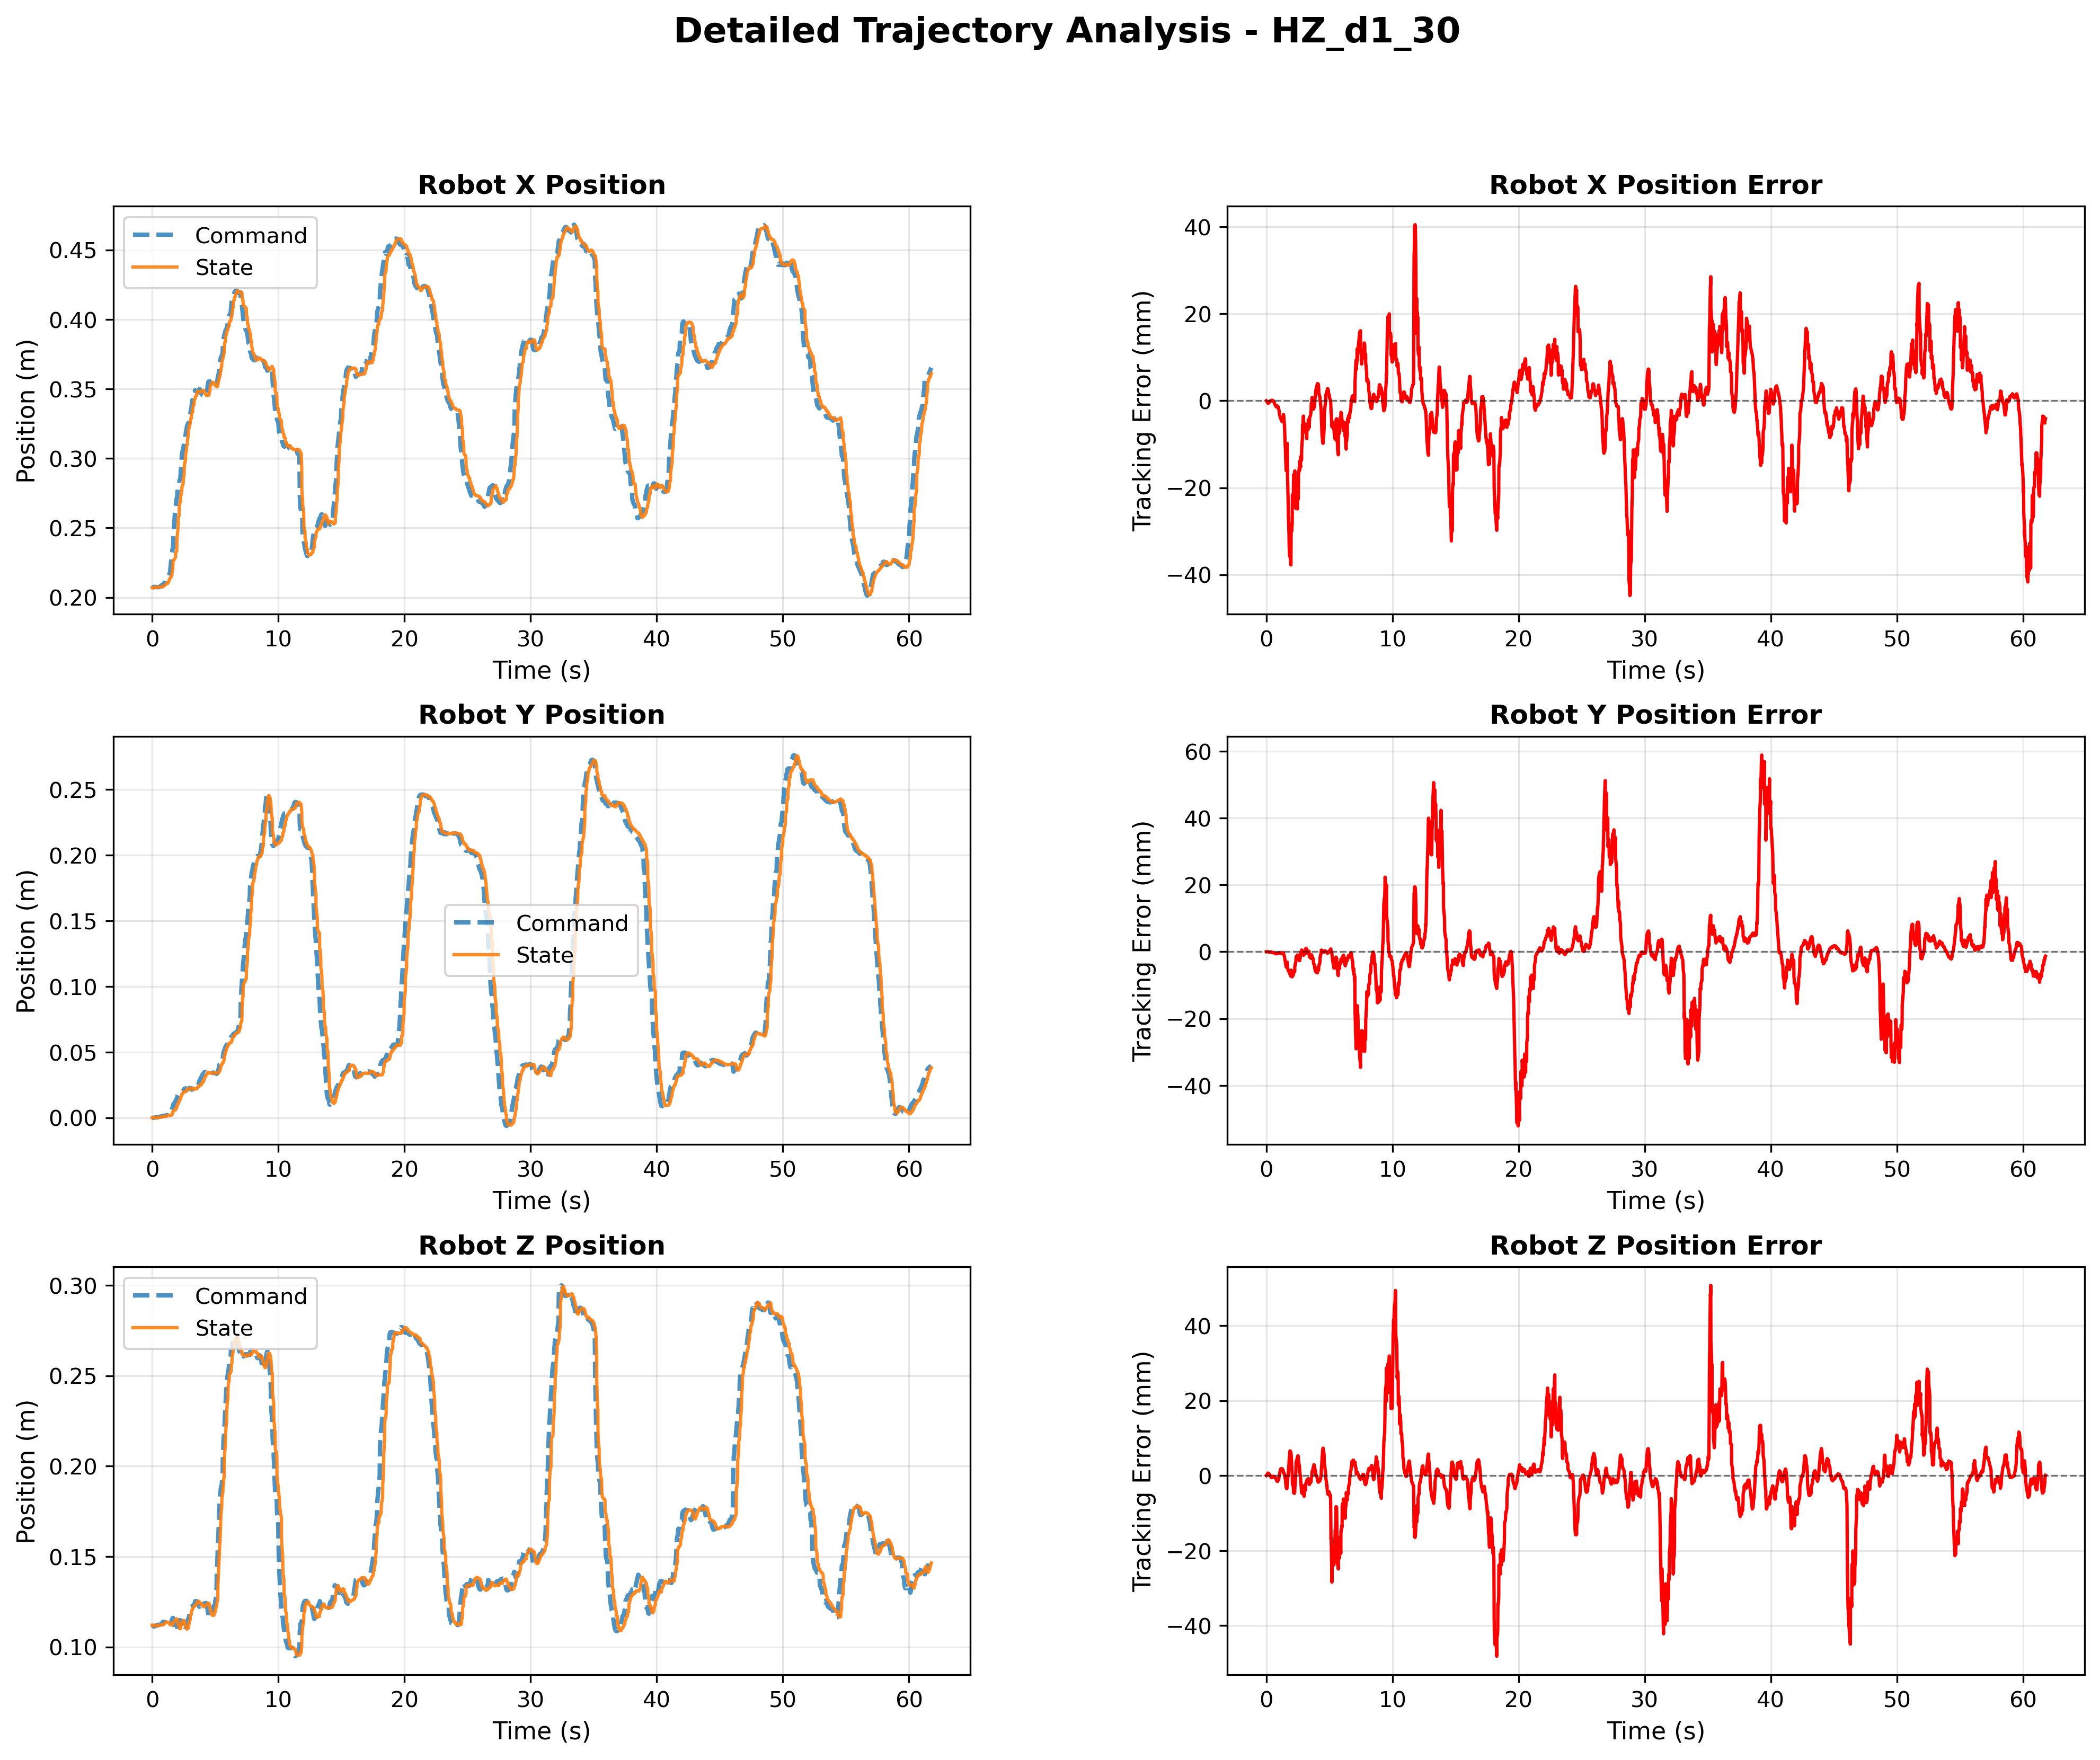 Detailed Trajectory Analysis - HZ_d1_30
Robot X Position
Command
State
0.45
0.40
0.35
0.30
0.25
0.20
Position (m)
0 10 20 30 40 50 60
Time (s)
Robot X Position Error
40
20
0
−20
−40
Tracking Error (mm)
0 10 20 30 40 50 60
Time (s)
Robot Y Position
Command
State
0.25
0.20
0.15
0.10
0.05
0.00
Position (m)
0 10 20 30 40 50 60
Time (s)
Robot Y Position Error
60
40
20
0
−20
−40
Tracking Error (mm)
0 10 20 30 40 50 60
Time (s)
Robot Z Position
Command
State
0.30
0.25
0.20
0.15
0.10
Position (m)
0 10 20 30 40 50 60
Time (s)
Robot Z Position Error
40
20
0
−20
−40
Tracking Error (mm)
0 10 20 30 40 50 60
Time (s)